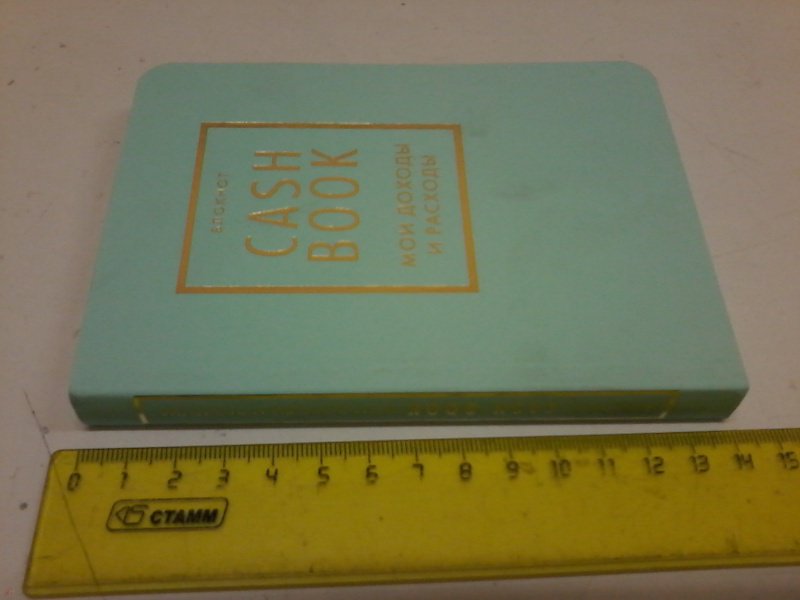 БЛОКНОТ
CASH
BOOK
МОИ ДОХОДЫ
И РАСХОДЫ
0 1 2 3 4 5 6 7 8 9 10 11 12 13 14 15
СТАММ